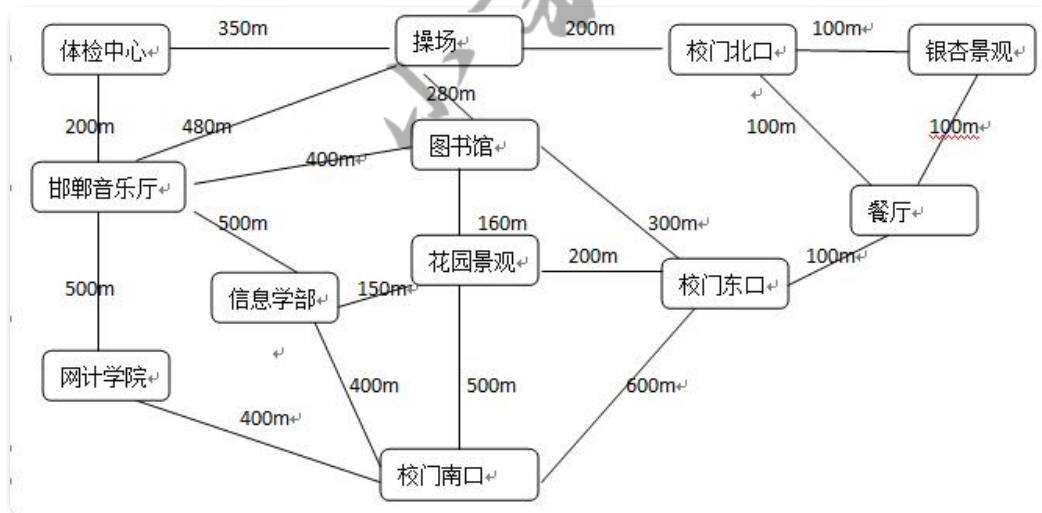 350m
200m
100m
体检中心
操场
校门北口
银杏景观
280m
200m
480m
100m
100m
400m
图书馆
邯郸音乐厅
餐厅
500m
160m
300m
花园景观
200m
100m
500m
信息学部
150m
校门东口
网计学院
400m
500m
600m
400m
校门南口